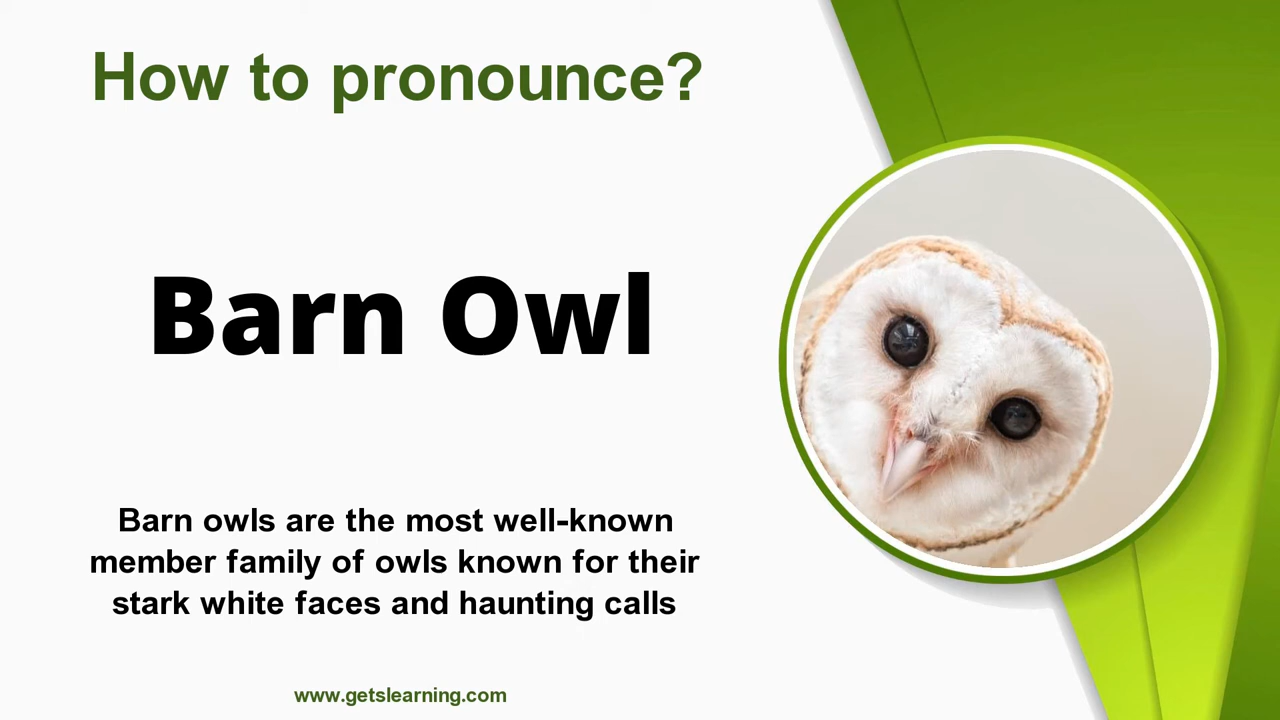 How to pronounce?
Barn Owl
Barn owls are the most well-known
member family of owls known for their
stark white faces and haunting calls
www.getslearning.com